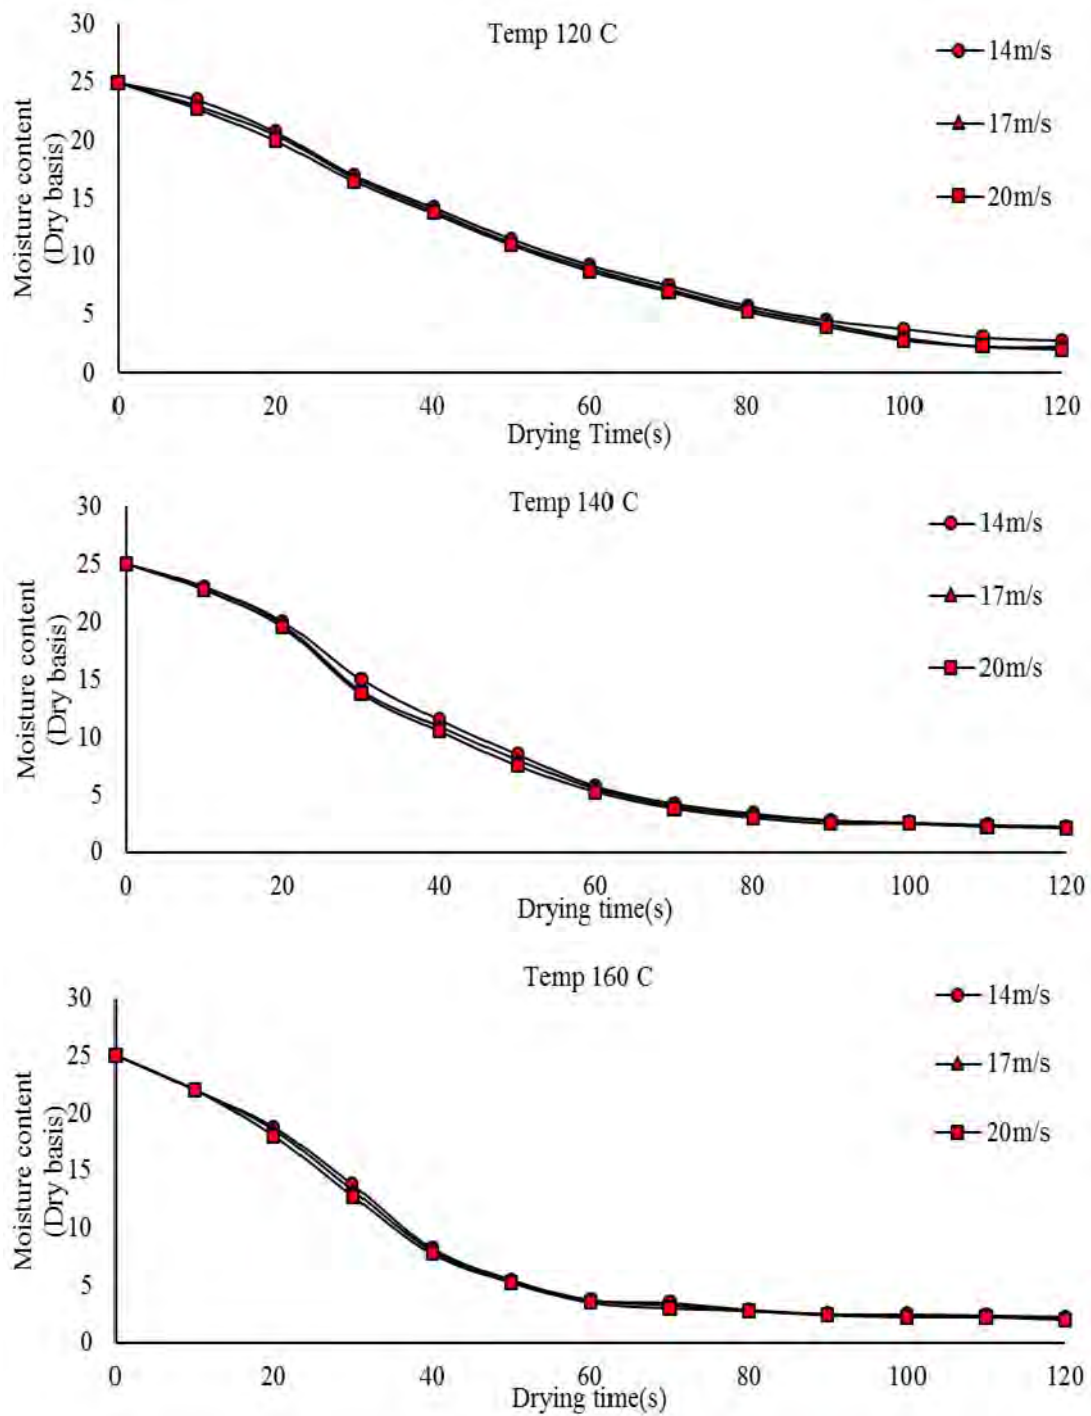 Temp 120 C
30
25
20
15
10
5
0
Moisture content
(Dry basis)
14m/s
17m/s
20m/s
0 20 40 60 80 100 120
Drying Time(s)
Temp 140 C
30
25
20
15
10
5
0
Moisture content
(Dry basis)
14m/s
17m/s
20m/s
0 20 40 60 80 100 120
Drying time(s)
Temp 160 C
30
25
20
15
10
5
0
Moisture content
(Dry basis)
14m/s
17m/s
20m/s
0 20 40 60 80 100 120
Drying time(s)